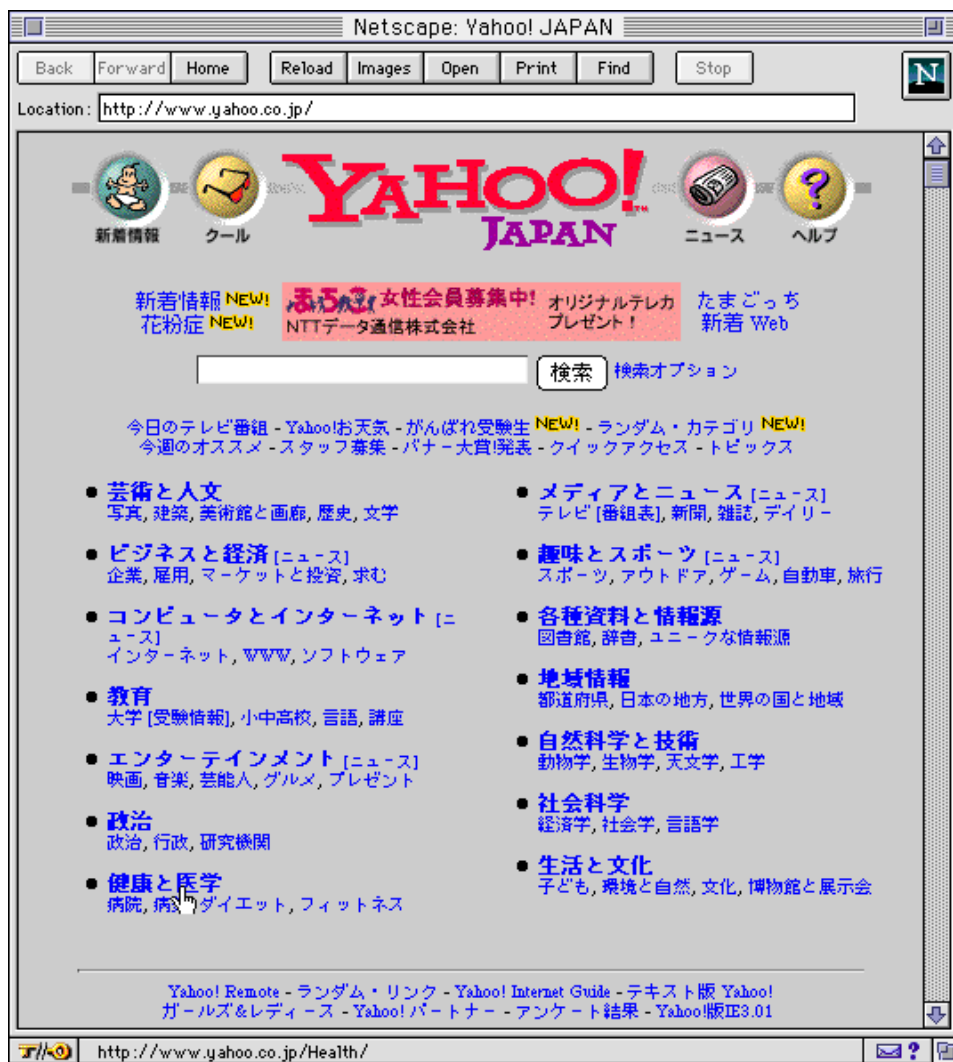 Netscape: Yahoo! JAPAN
Back Forward Home Reload Images Open Print Find Stop
N
Location: http://www.yahoo.co.jp/
YAHOO!
JAPAN
新着情報 クール ニュース ヘルプ
新着情報 NEW!
花粉症 NEW!
女性会員募集中!
NTTデータ通信株式会社
オリジナルテレカ
プレゼント!
たまごっち
新着 Web
検索 検索オプション
今日のテレビ番組 - Yahoo!お天気 - がんばれ受験生 NEW! - ランダム・カテゴリ NEW!
今週のオススメ - スタッフ募集 - バナー大賞!発表 - クイックアクセス - トピックス
芸術と人文
写真, 建築, 美術館と画廊, 歴史, 文学
ビジネスと経済 [ニュース]
企業, 雇用, マーケットと投資, 求む
コンピュータとインターネット [ニ
ュース]
インターネット, WWW, ソフトウェア
教育
大学 [受験情報], 小中高校, 言語, 講座
エンターテインメント [ニュース]
映画, 音楽, 芸能人, グルメ, プレゼント
政治
政治, 行政, 研究機関
健康と医学
病院, ダイエット, フィットネス
メディアとニュース [ニュース]
テレビ [番組表], 新聞, 雑誌, デイリー
趣味とスポーツ [ニュース]
スポーツ, アウトドア, ゲーム, 自動車, 旅行
各種資料と情報源
図書館, 辞書, ユニークな情報源
地域情報
都道府県, 日本の地方, 世界の国と地域
自然科学と技術
動物学, 生物学, 天文学, 工学
社会科学
経済学, 社会学, 言語学
生活と文化
子ども, 環境と自然, 文化, 博物館と展示会
Yahoo! Remote - ランダム・リンク - Yahoo! Internet Guide - テキスト版 Yahoo!
ガールズ&レディース - Yahoo! パートナー - アンケート結果 - Yahoo!版IE3.01
http://www.yahoo.co.jp/Health/